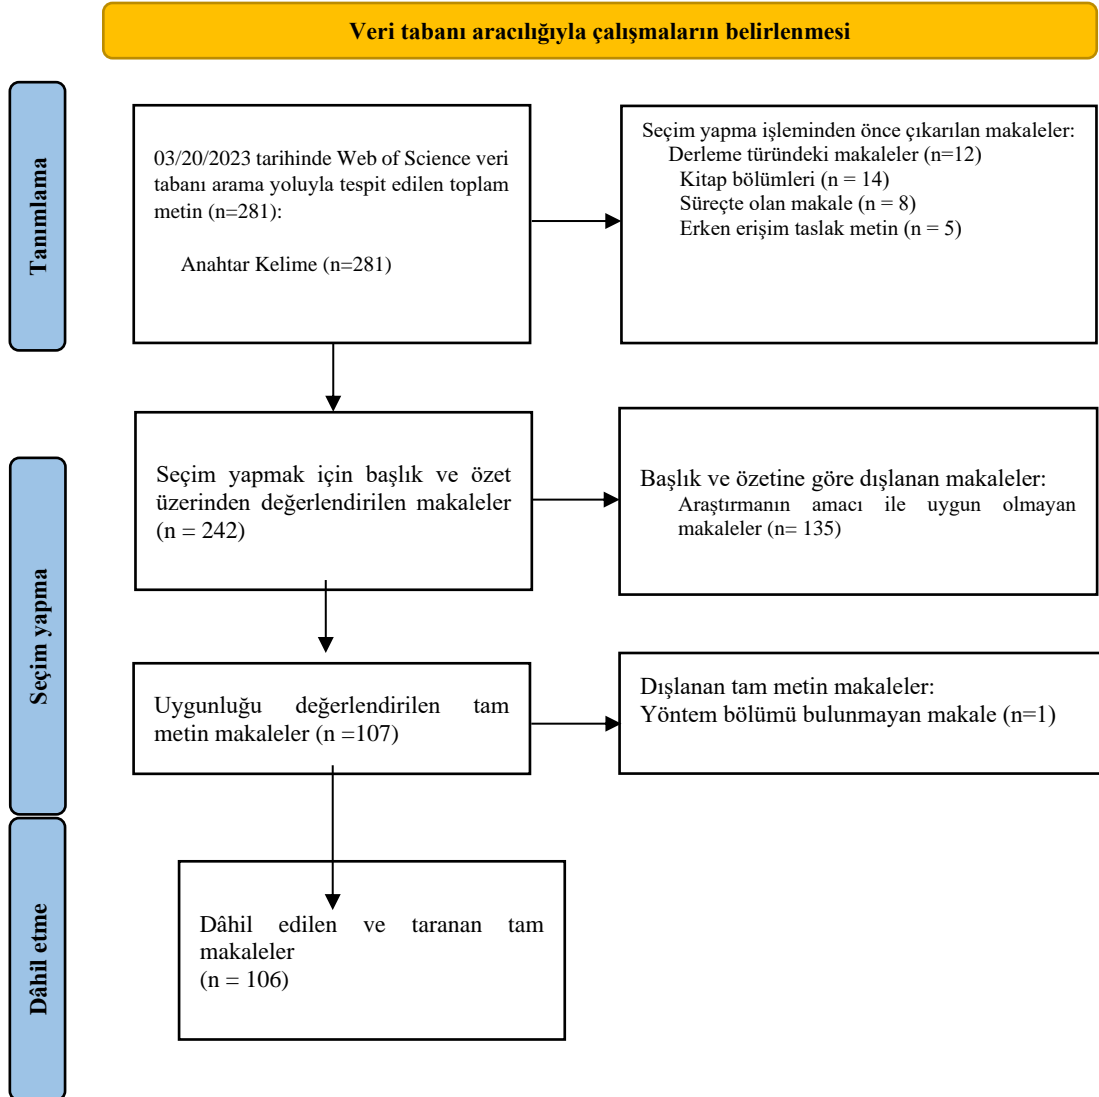 Veri tabanı aracılığıyla çalışmaların belirlenmesi
Tanımlama
03/20/2023 tarihinde Web of Science veri
tabanı arama yoluyla tespit edilen toplam
metin (n=281):
Anahtar Kelime (n=281)
Seçim yapma işleminden önce çıkarılan makaleler:
Derleme türündeki makaleler (n=12)
Kitap bölümleri (n = 14)
Süreçte olan makale (n = 8)
Erken erişim taslak metin (n = 5)
Seçim yapma
Seçim yapmak için başlık ve özet
üzerinden değerlendirilen makaleler
(n = 242)
Başlık ve özetine göre dışlanan makaleler:
Araştırmanın amacı ile uygun olmayan
makaleler (n= 135)
Uygunluğu değerlendirilen tam
metin makaleler (n =107)
Dışlanan tam metin makaleler:
Yöntem bölümü bulunmayan makale (n=1)
Dâhil etme
Dâhil edilen ve taranan tam
makaleler
(n = 106)